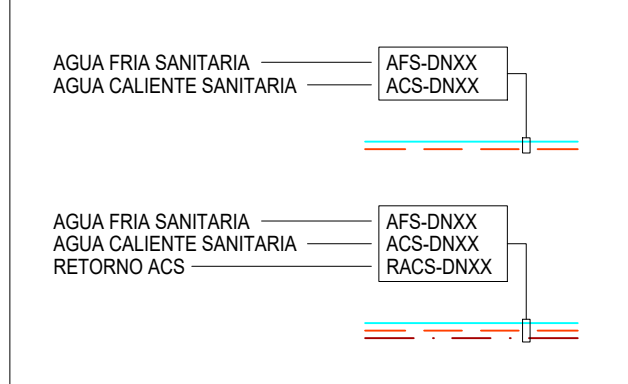 AGUA FRIA SANITARIA AFS-DNXX
AGUA CALIENTE SANITARIA ACS-DNXX
AGUA FRIA SANITARIA AFS-DNXX
AGUA CALIENTE SANITARIA ACS-DNXX
RETORNO ACS RACS-DNXX